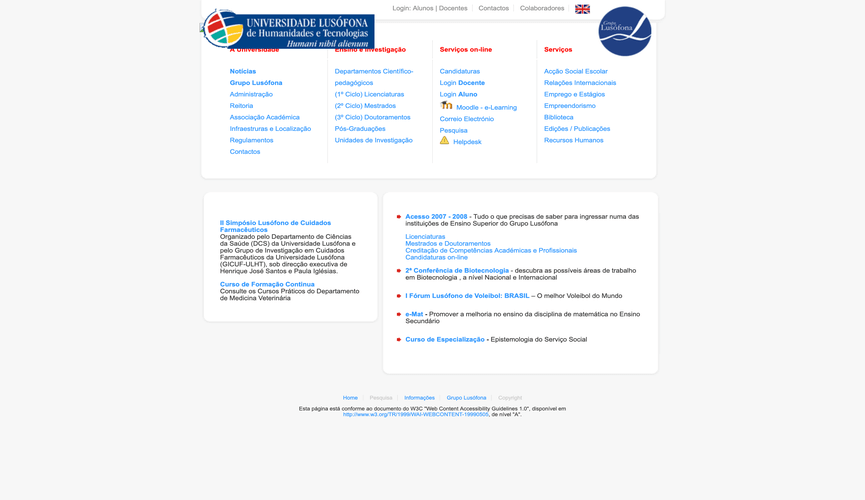 Login: Alunos | Docentes | Contactos | Colaboradores |
UNIVERSIDADE LUSÓFONA
de Humanidades e Tecnologias
Humani nihil alienum
Grupo
Lusófona
A Universidade
Notícias
Grupo Lusófona
Administração
Reitoria
Associação Académica
Infraestruras e Localização
Regulamentos
Contactos
Ensino e Investigação
Departamentos Científico-
pedagógicos
(1º Ciclo) Licenciaturas
(2º Ciclo) Mestrados
(3º Ciclo) Doutoramentos
Pós-Graduações
Unidades de Investigação
Serviços on-line
Candidaturas
Login Docente
Login Aluno
Moodle - e-Learning
Correio Electrónio
Pesquisa
Helpdesk
Serviços
Acção Social Escolar
Relações Internacionais
Emprego e Estágios
Empreendorismo
Biblioteca
Edições / Publicações
Recursos Humanos
II Simpósio Lusófono de Cuidados
Farmacêuticos
Organizado pelo Departamento de Ciências
da Saúde (DCS) da Universidade Lusófona e
pelo Grupo de Investigação em Cuidados
Farmacêuticos da Universidade Lusófona
(GICUF-ULHT), sob direcção executiva de
Henrique José Santos e Paula Iglésias.
Curso de Formação Continua
Consulte os Cursos Práticos do Departamento
de Medicina Veterinária
Acesso 2007 - 2008 - Tudo o que precisas de saber para ingressar numa das
instituições de Ensino Superior do Grupo Lusófona
Licenciaturas
Mestrados e Doutoramentos
Creditação de Competências Académicas e Profissionais
Candidaturas on-line
2ª Conferência de Biotecnologia - descubra as possíveis áreas de trabalho
em Biotecnologia , a nível Nacional e Internacional
I Fórum Lusófono de Voleibol: BRASIL – O melhor Voleibol do Mundo
e-Mat - Promover a melhoria no ensino da disciplina de matemática no Ensino
Secundário
Curso de Especialização - Epistemologia do Serviço Social
Home | Pesquisa | Informações | Grupo Lusófona | Copyright
Esta página está conforme ao documento do W3C "Web Content Accessibility Guidelines 1.0", disponível em
http://www.w3.org/TR/1999/WAI-WEBCONTENT-19990505, de nível "A".